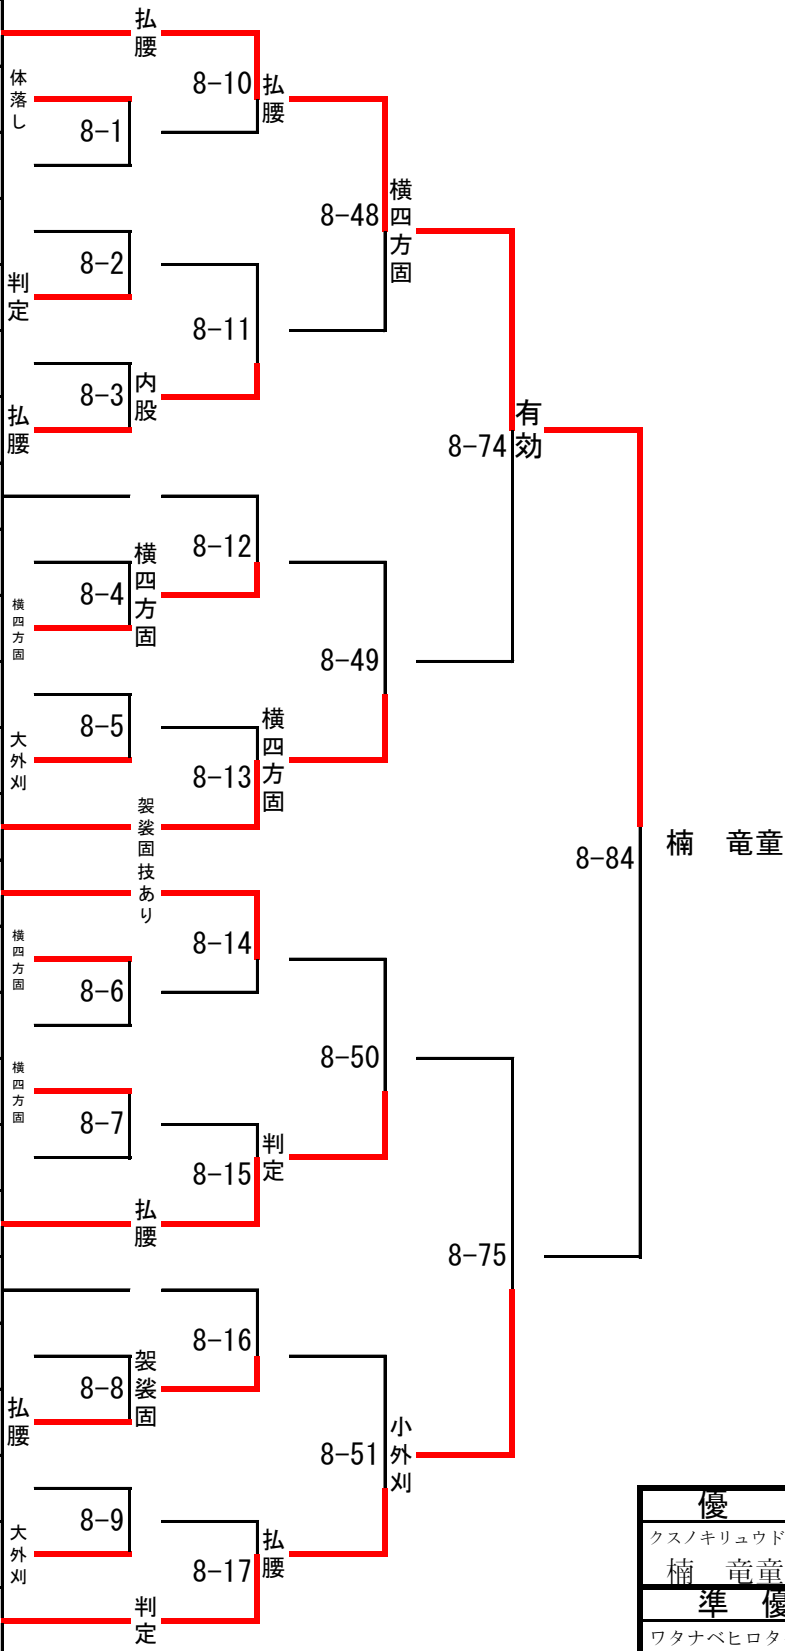 払腰
体落し
8-10
払腰
8-1
横四方固
8-48
8-2
判定
8-11
内股
8-3
払腰
有効
8-74
8-12
横四方固
8-4
横四方固
8-49
横四方固
8-5
大外刈
8-13
袈裟固技あり
楠　竜童
8-84
8-14
横四方固
8-6
8-50
横四方固
8-7
判定
8-15
払腰
8-75
8-16
袈裟固
8-8
払腰
小外刈
8-51
8-9
大外刈
払腰
8-17
判定
優
クスノキリュウド
楠　竜童
準　優
ワタナベヒロタ